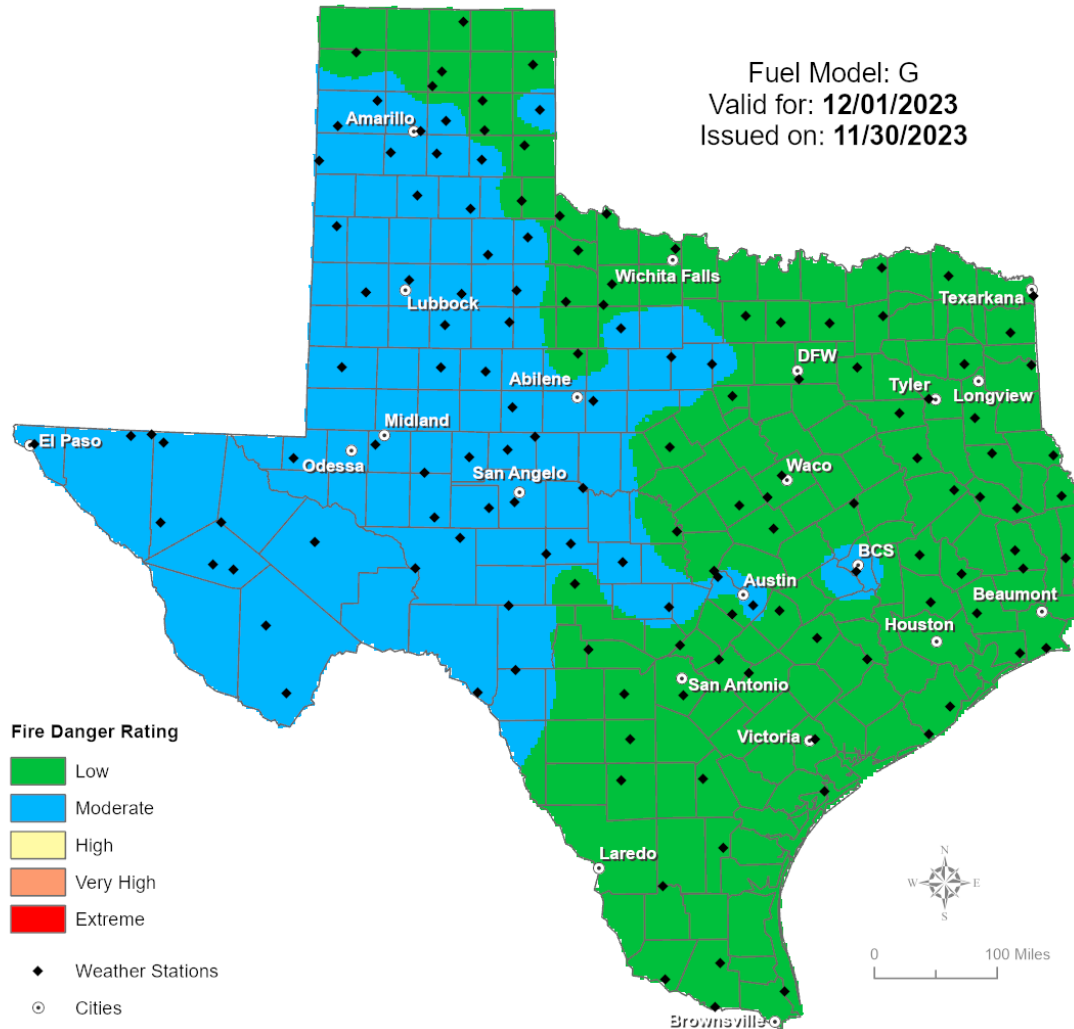 Fuel Model: G
Valid for: 12/01/2023
Issued on: 11/30/2023
Amarillo
Wichita Falls
Lubbock
Texarkana
DFW
Abilene
Tyler
Longview
Midland
El Paso
Odessa
San Angelo
Waco
BCS
Austin
Beaumont
Houston
San Antonio
Victoria
Laredo
Brownsville
Fire Danger Rating
Low
Moderate
High
Very High
Extreme
Weather Stations
Cities
N
W E
S
0 100 Miles